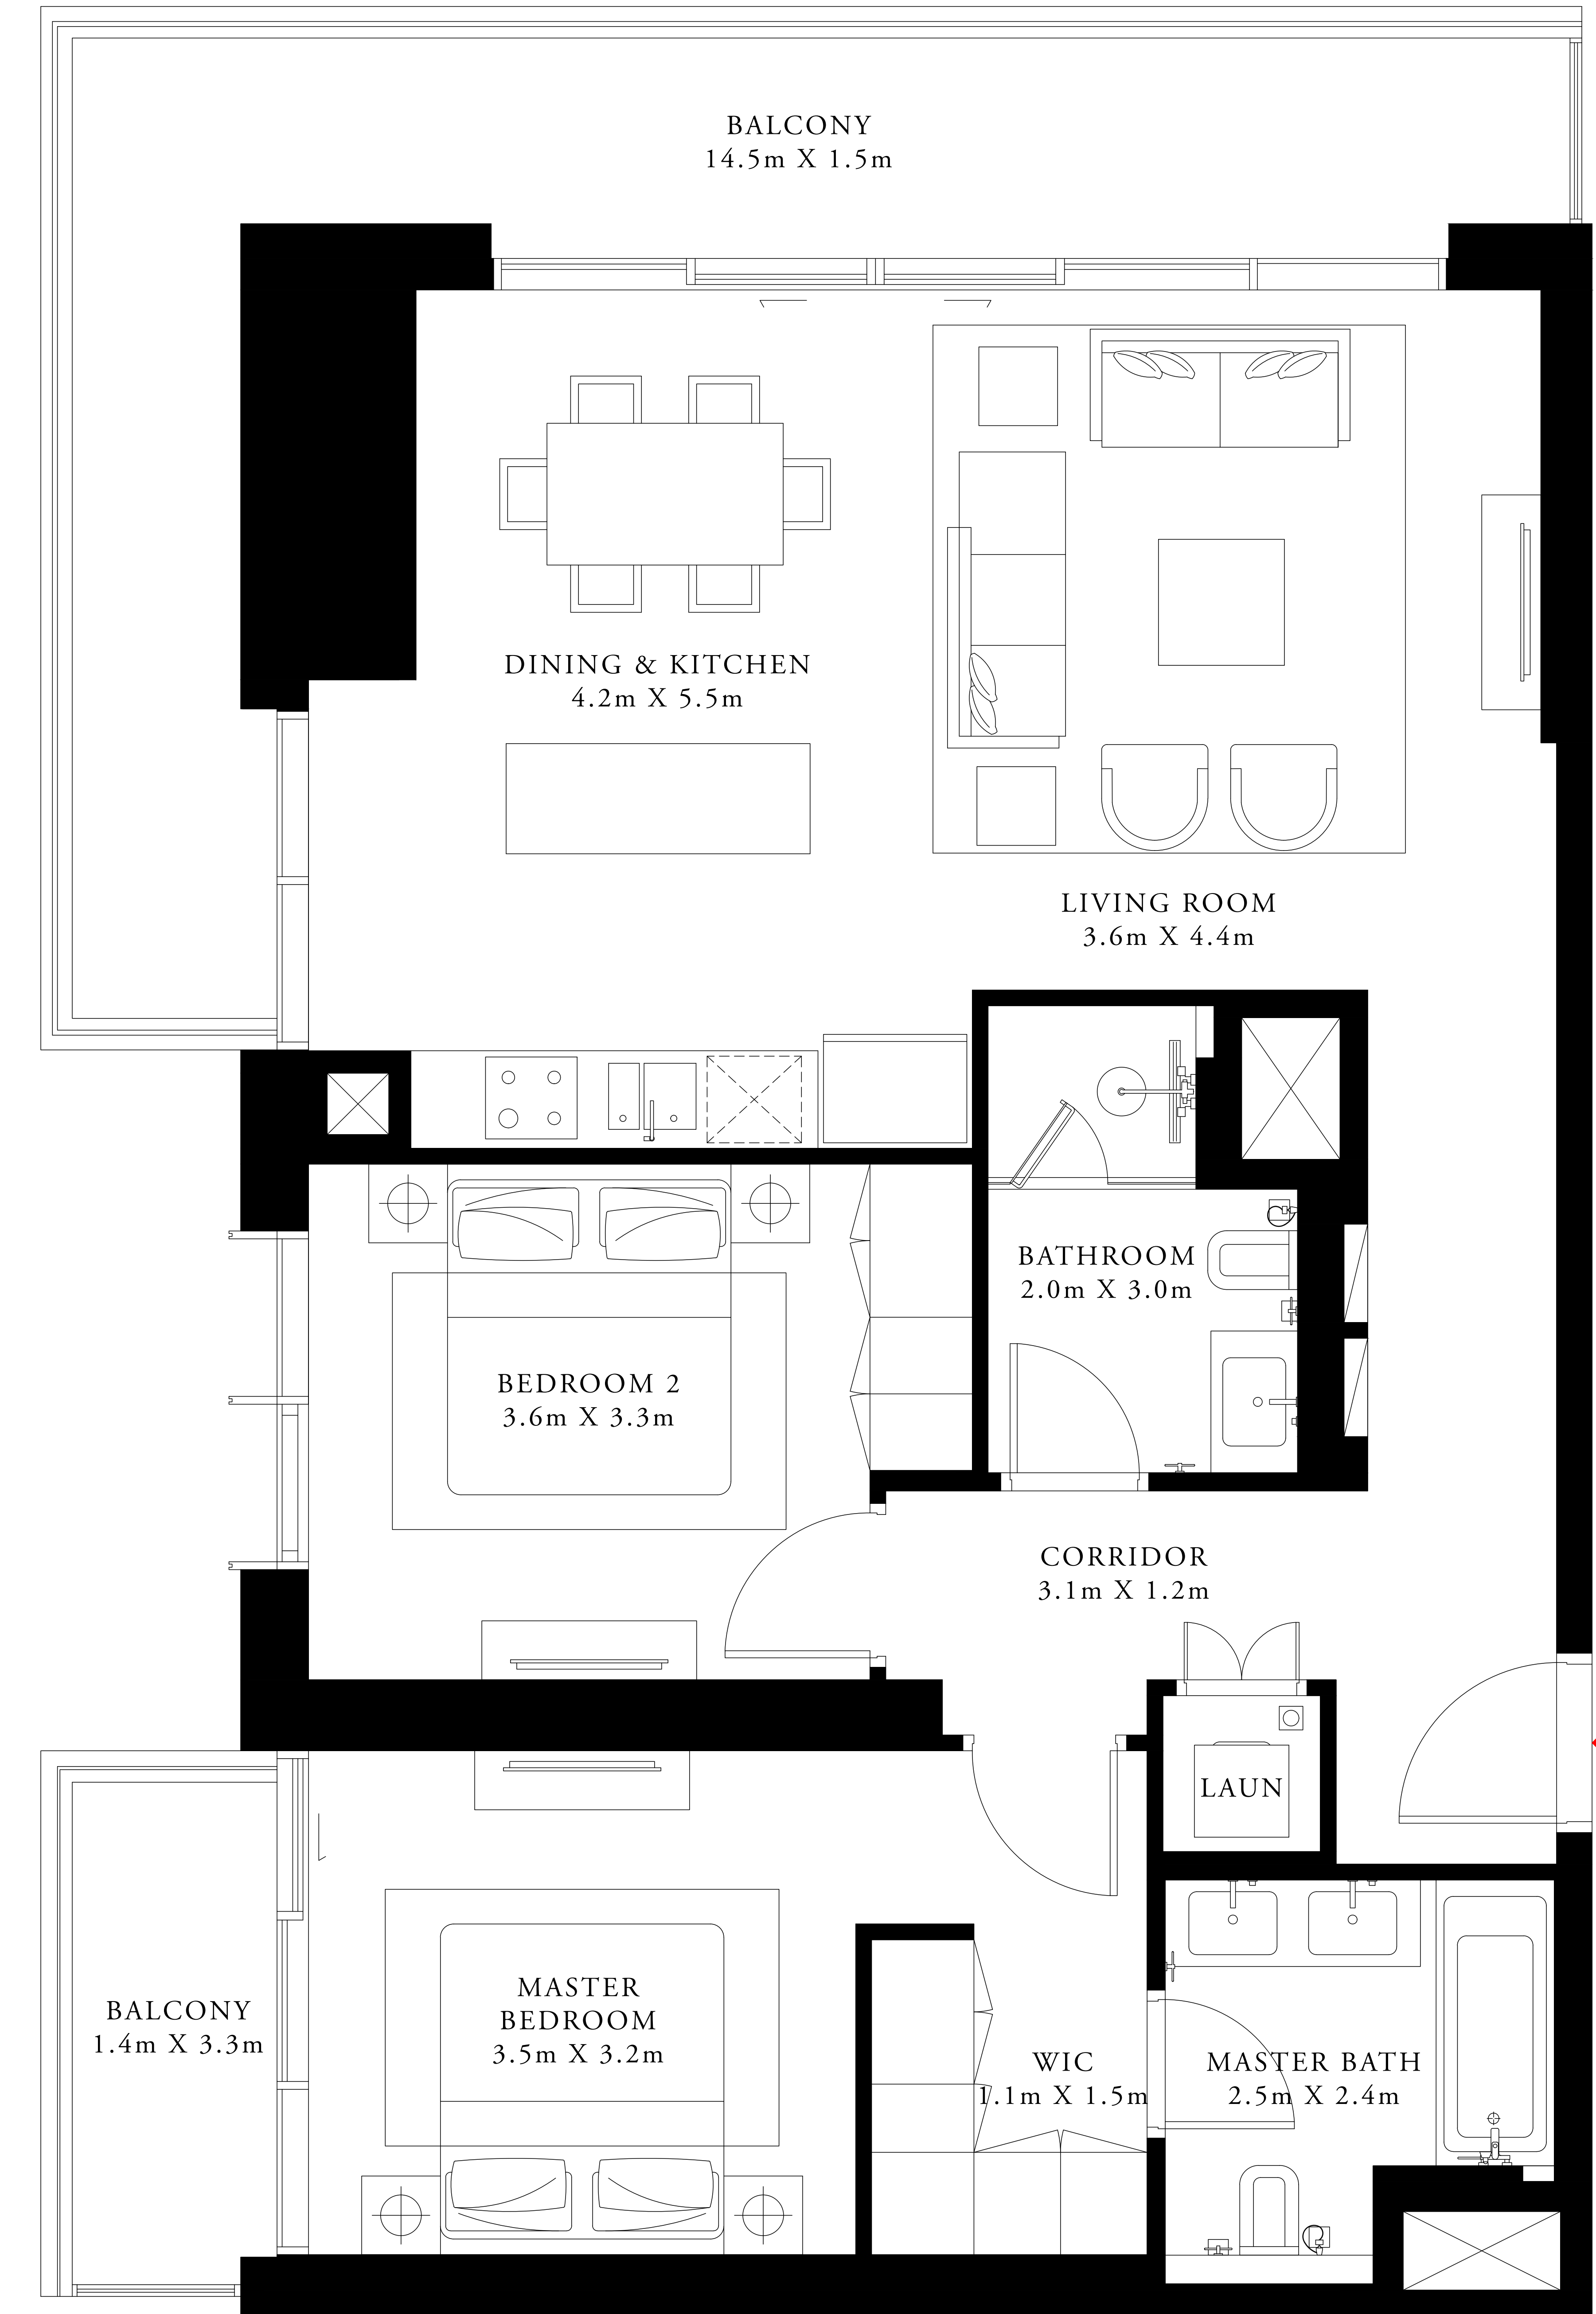 BALCONY
14.5m X 1.5m
DINING & KITCHEN
4.2m X 5.5m
LIVING ROOM
3.6m X 4.4m
BATHROOM
2.0m X 3.0m
BEDROOM 2
3.6m X 3.3m
CORRIDOR
3.1m X 1.2m
LAUN
MASTER
BEDROOM
3.5m X 3.2m
BALCONY
1.4m X 3.3m
WIC
1.1m X 1.5m
MASTER BATH
2.5m X 2.4m